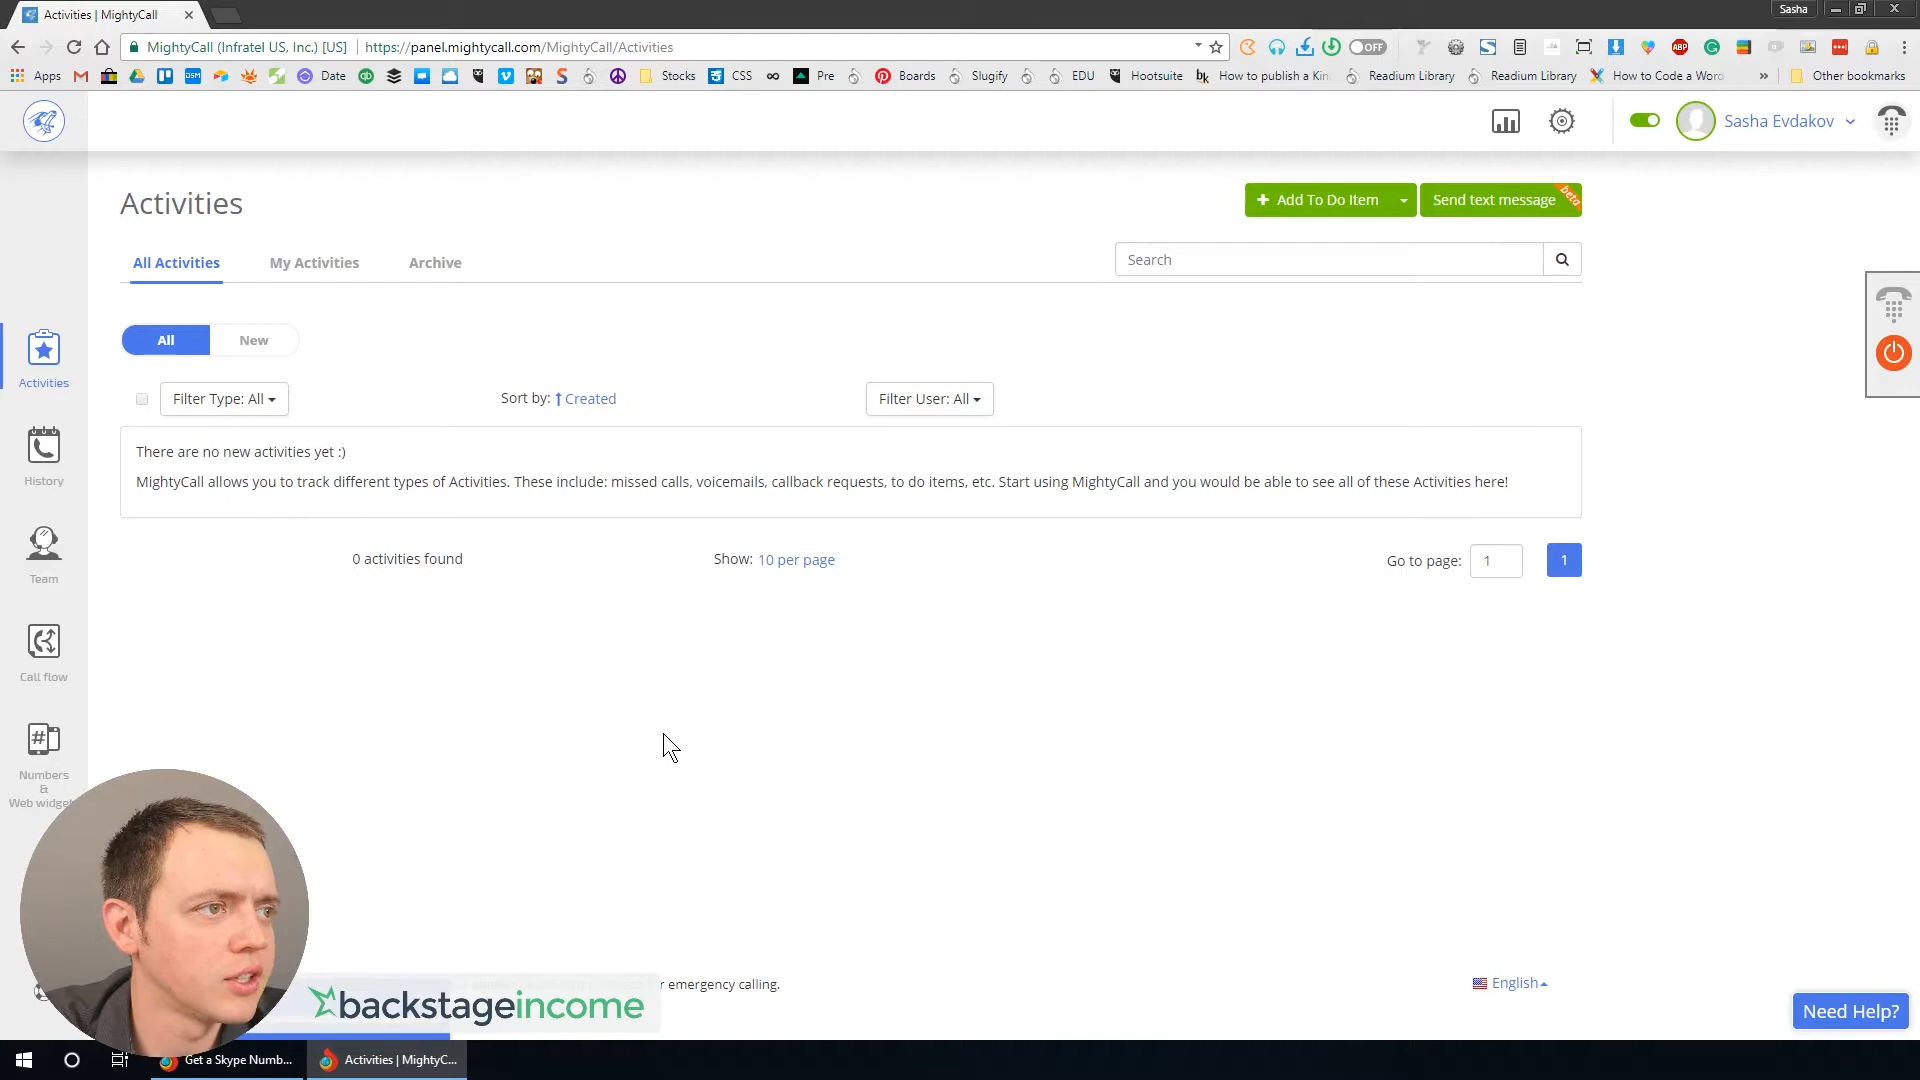 Activities | MightyCall
Sasha
MightyCall (Infratel US, Inc.) [US] https://panel.mightycall.com/MightyCall/Activities
OFF
ABP
Apps
DSM
Date
Stocks
CSS
Pre
Boards
Slugify
EDU
Hootsuite
bk How to publish a Kin
Readium Library
Readium Library
How to Code a Word
»
Other bookmarks
Sasha Evdakov
Activities
+ Add To Do Item
Send text message
beta
All Activities
My Activities
Archive
Search
All
New
Filter Type: All
Sort by: Created
Filter User: All
There are no new activities yet :)
MightyCall allows you to track different types of Activities. These include: missed calls, voicemails, callback requests, to do items, etc. Start using MightyCall and you would be able to see all of these Activities here!
0 activities found
Show: 10 per page
Go to page: 1
1
Activities
History
Team
Call flow
#
Numbers
&
Web widget
r emergency calling.
English
backstageincome
Need Help?
Get a Skype Numb...
Activities | MightyC...